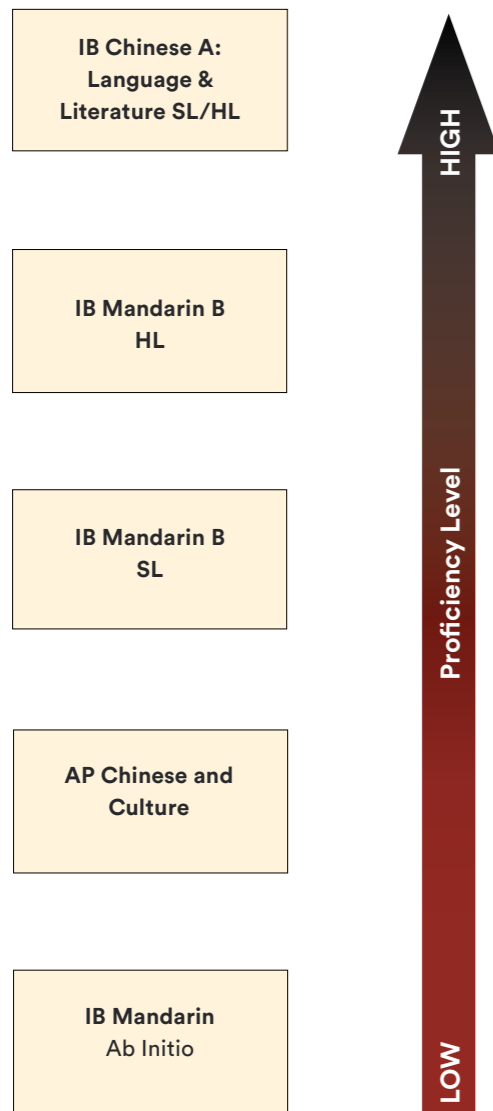 IB Chinese A:
Language &
Literature SL/HL
IB Mandarin B
HL
IB Mandarin B
SL
AP Chinese and
Culture
IB Mandarin
Ab Initio
HIGH
Proficiency Level
LOW